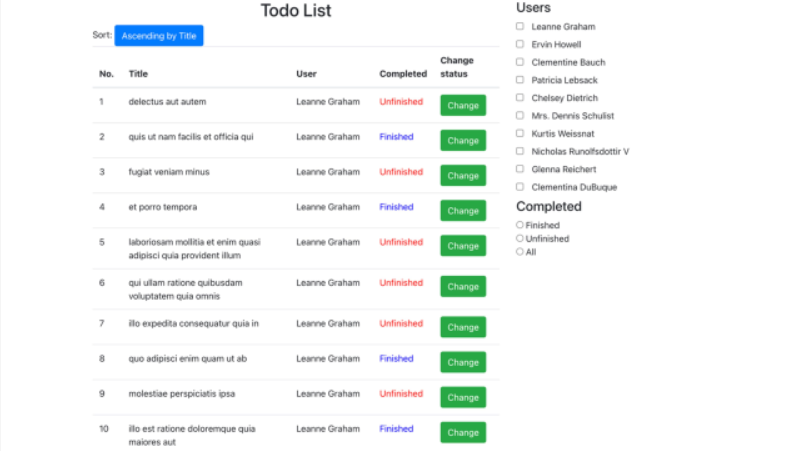 Todo List
Sort: Ascending by Title
No. Title User Completed Change status
1 delectus aut autem Leanne Graham Unfinished Change
2 quis ut nam facilis et officia qui Leanne Graham Finished Change
3 fugiat veniam minus Leanne Graham Unfinished Change
4 et porro tempora Leanne Graham Finished Change
5 laboriosam mollitia et enim quasi Leanne Graham Unfinished Change
adipisci quia provident illum
6 qui ullam ratione quibusdam Leanne Graham Unfinished Change
voluptatem quia omnis
7 illo expedita consequatur quia in Leanne Graham Unfinished Change
8 quo adipisci enim quam ut ab Leanne Graham Finished Change
9 molestiae perspiciatis ipsa Leanne Graham Unfinished Change
10 illo est ratione doloremque quia Leanne Graham Finished Change
maiores aut
Users
Leanne Graham
Ervin Howell
Clementine Bauch
Patricia Lebsack
Chelsey Dietrich
Mrs. Dennis Schulist
Kurtis Weissnat
Nicholas Runolfsdottir V
Glenna Reichert
Clementina DuBuque
Completed
Finished
Unfinished
All